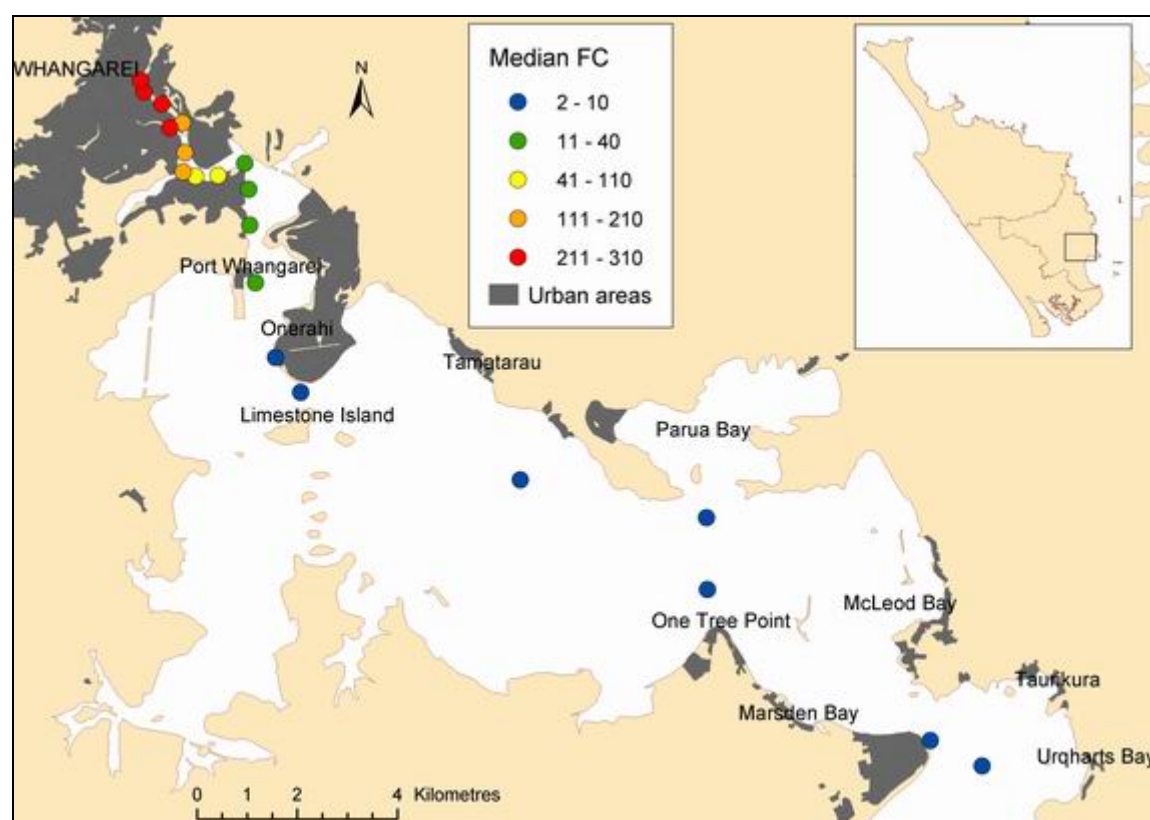 WHANGAREI
N
Median FC
2 - 10
11 - 40
41 - 110
111 - 210
211 - 310
Urban areas
Port Whangarei
Onerahi
Tamatarau
Limestone Island
Parua Bay
McLeod Bay
One Tree Point
Taurikura
Marsden Bay
Urqharts Bay
0 1 2 4 Kilometres